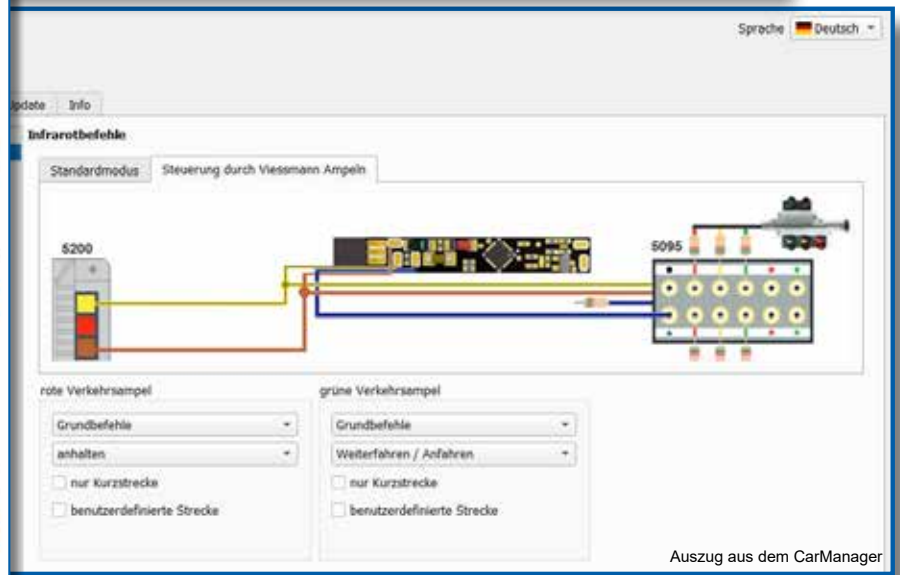 Sprache Deutsch
Update Info
Infrarotbefehle
Standardmodus Steuerung durch Viessmann Ampeln
5200 5095
rote Verkehrsampel grüne Verkehrsampel
Grundbefehle Grundbefehle
anhalten Weiterfahren / Anfahren
nur Kurzstrecke nur Kurzstrecke
benutzerdefinierte Strecke benutzerdefinierte Strecke
Auszug aus dem CarManager